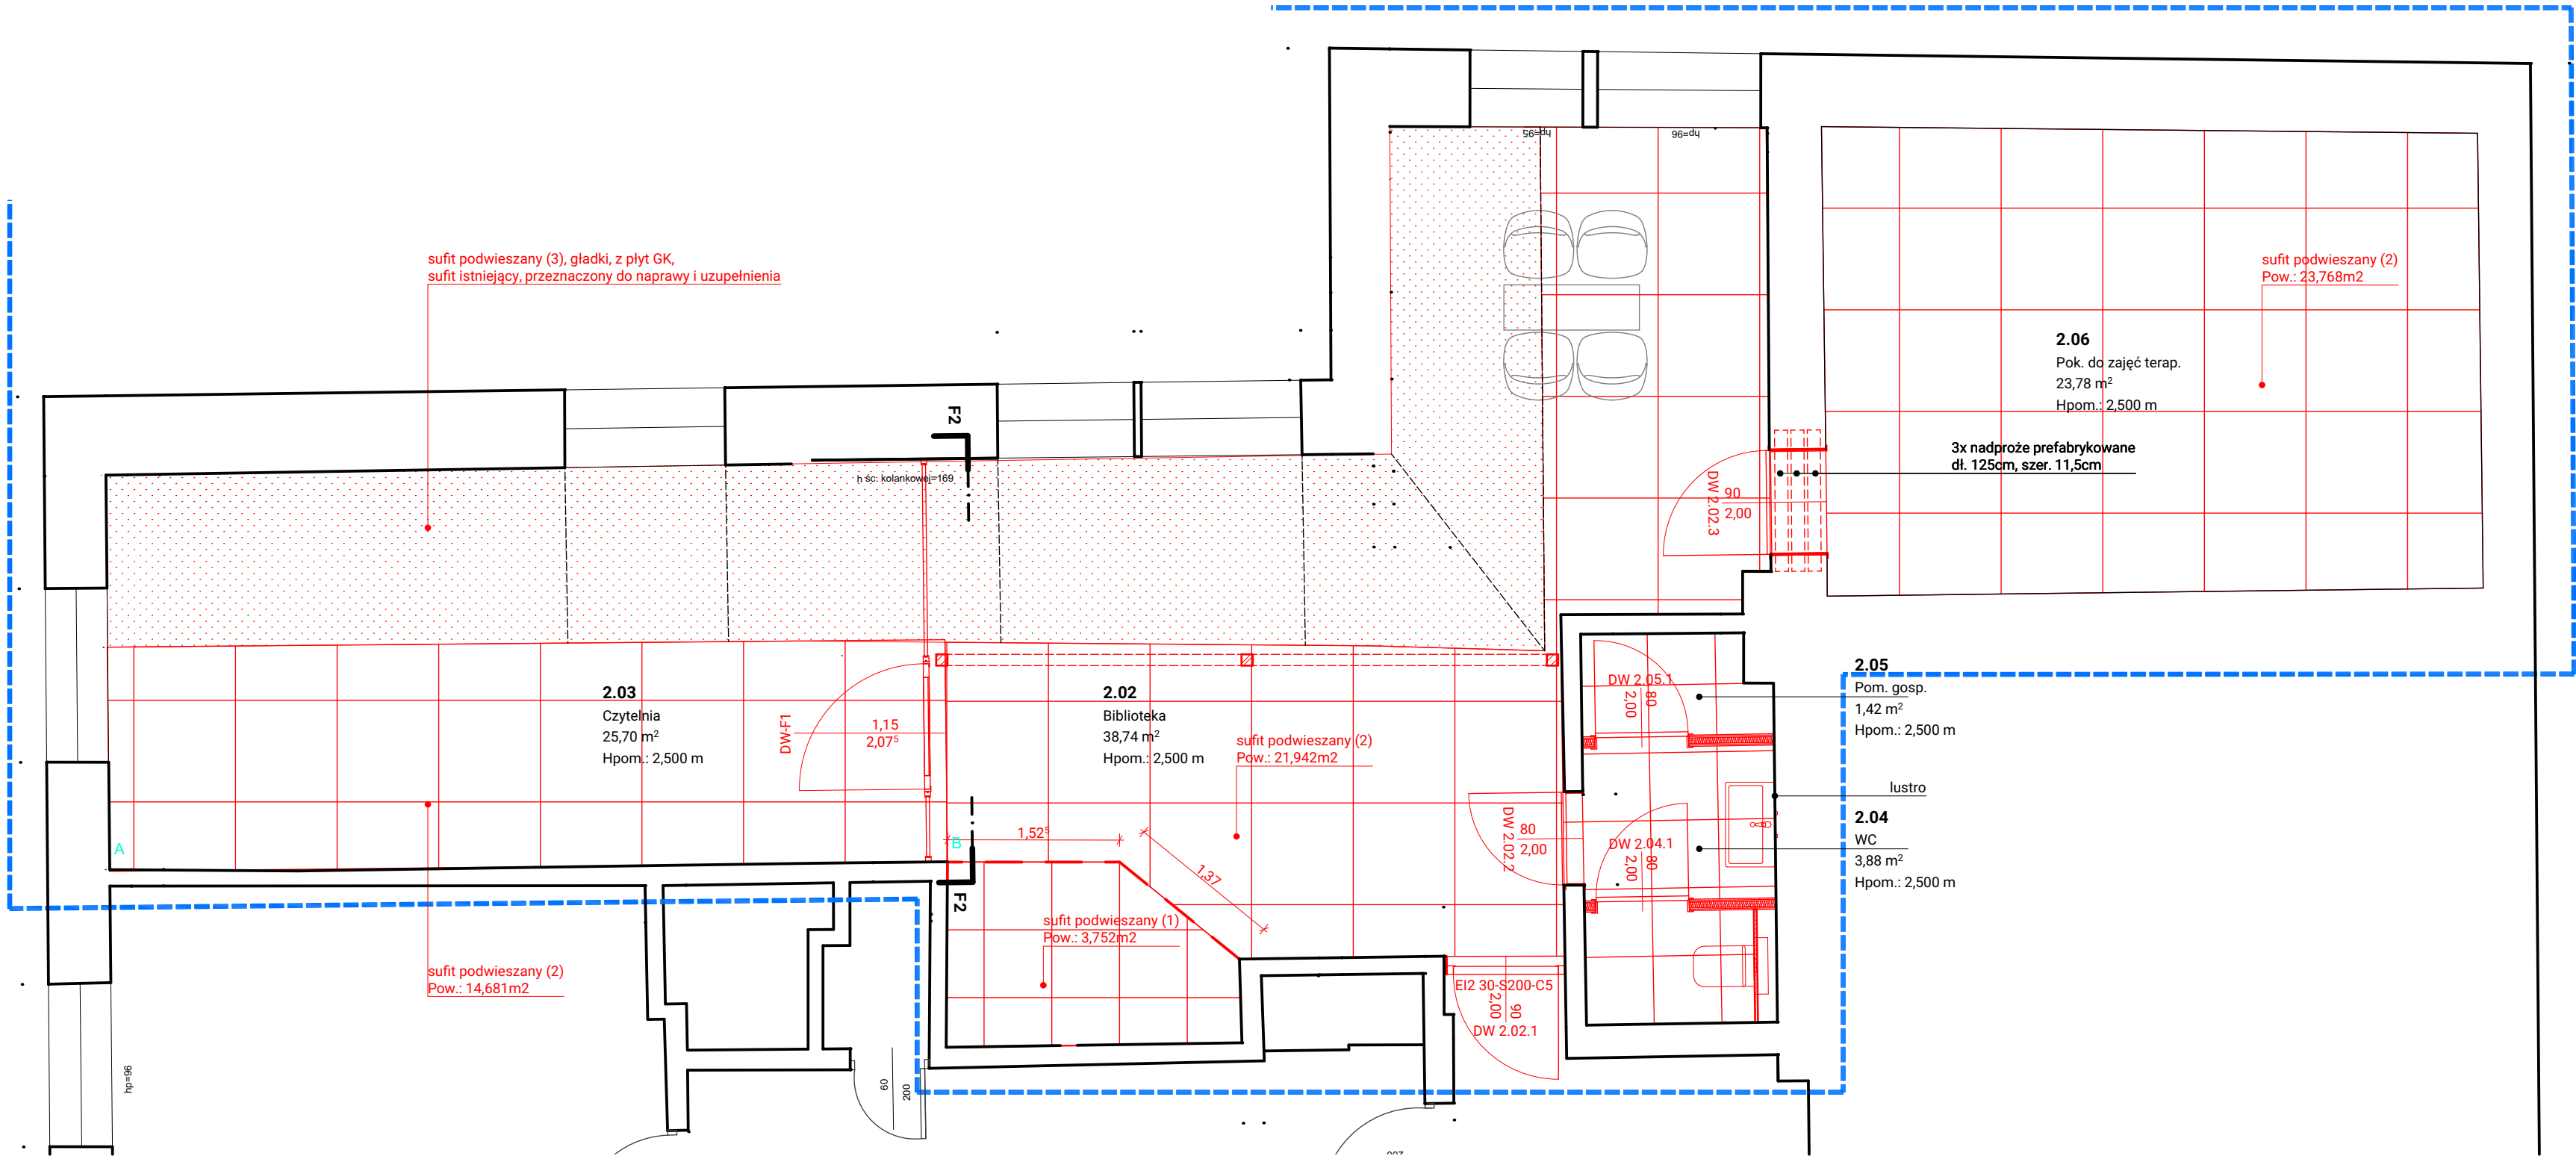 hp=95
hp=96
sufit podwieszany (3), gładki, z płyt GK,
sufit istniejący, przeznaczony do naprawy i uzupełnienia
sufit podwieszany (2)
Pow.: 23,768m2
2.06
Pok. do zajęć terap.
23,78 m²
Hpom.: 2,500 m
3x nadproże prefabrykowane
dł. 125cm, szer. 11,5cm
F2
h śc. kolankowej=169
DW 2.02.3
90
2,00
2.03
Czytelnia
25,70 m²
Hpom.: 2,500 m
DW-F1
1,15
2,07⁵
2.02
Biblioteka
38,74 m²
Hpom.: 2,500 m
sufit podwieszany (2)
Pow.: 21,942m2
DW 2.05.1
80
2,00
2.05
Pom. gosp.
1,42 m²
Hpom.: 2,500 m
lustro
2.04
WC
3,88 m²
Hpom.: 2,500 m
A
B
1,52⁵
1,37
DW 2.02.2
80
2,00
DW 2.04.1
80
2,00
F2
sufit podwieszany (1)
Pow.: 3,752m2
sufit podwieszany (2)
Pow.: 14,681m2
EI2 30-S200-C5
90
2,00
DW 2.02.1
hp=96
60
200